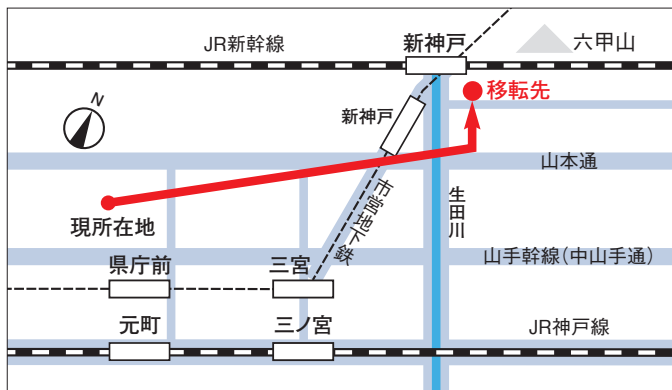 JR新幹線
新神戸
六甲山
移転先
新神戸
N
山本通
現所在地
市営地下鉄
生田川
山手幹線(中山手通)
県庁前
三宮
元町
三ノ宮
JR神戸線